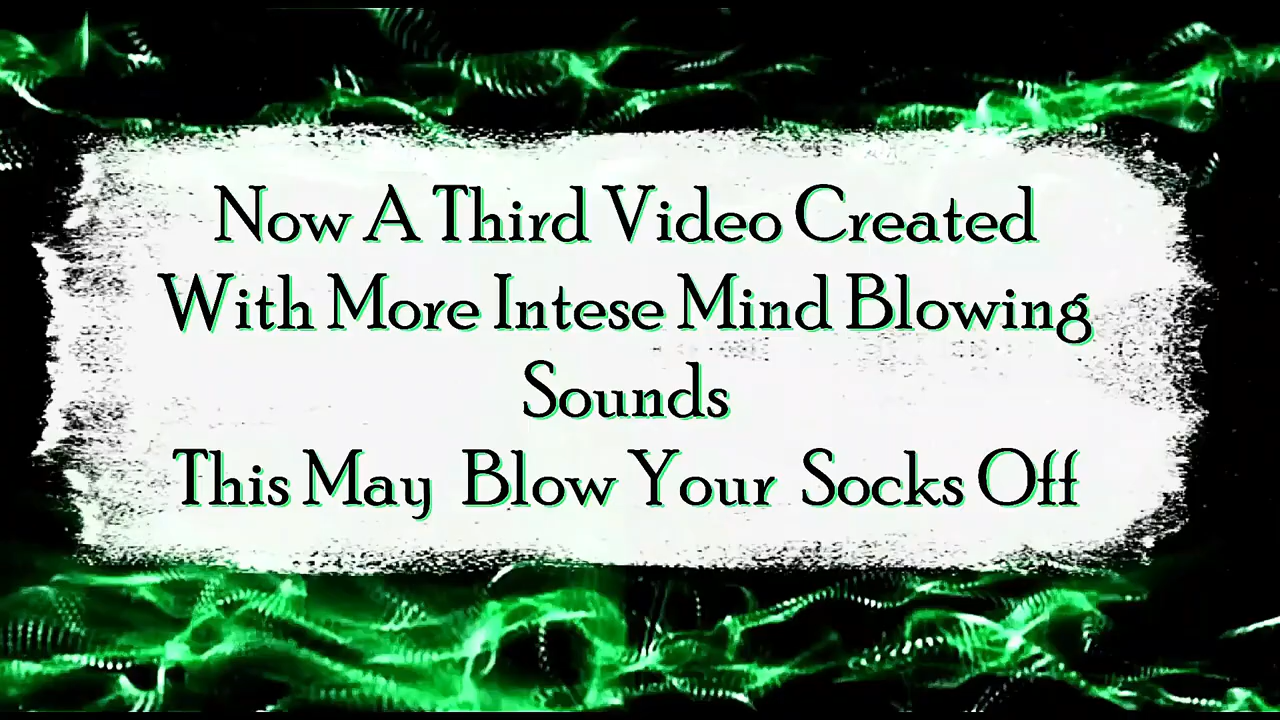 Now A Third Video Created
With More Intese Mind Blowing
Sounds
This May Blow Your Socks Off